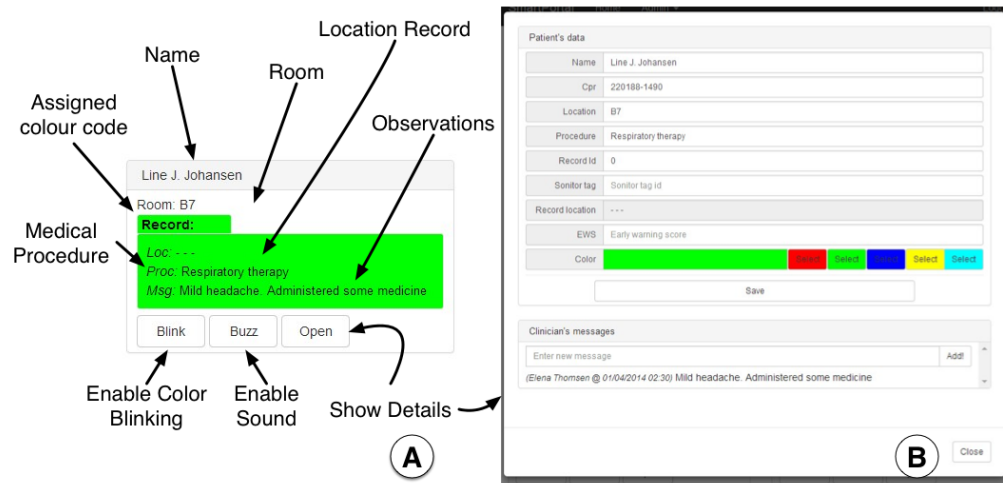 Location Record
Name
Room
Assigned
colour code
Observations
Line J. Johansen
Room: B7
Record:
Medical
Procedure
Loc: - - -
Proc: Respiratory therapy
Msg: Mild headache. Administered some medicine
Blink
Buzz
Open
Enable Color
Blinking
Enable
Sound
Show Details
A
Patient's data
Name Line J. Johansen
Cpr 220188-1490
Location B7
Procedure Respiratory therapy
Record Id 0
Sonitor tag Sonitor tag id
Record location - - -
EWS Early warning score
Color Select Select Select Select Select
Save
Clinician's messages
Enter new message Add!
(Elena Thomsen @ 01/04/2014 02:30) Mild headache. Administered some medicine
B
Close